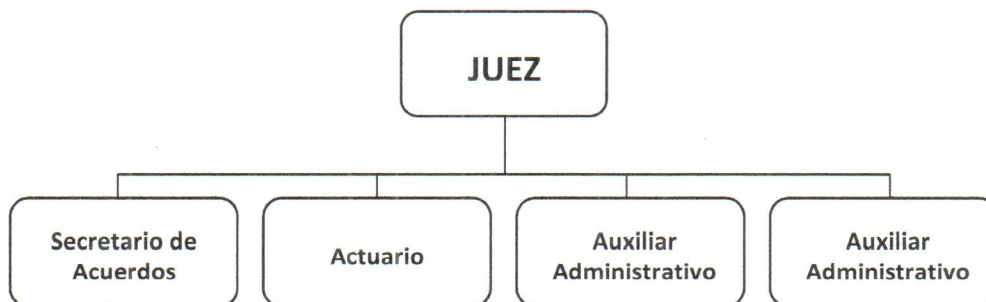 JUEZ
Secretario de
Acuerdos
Actuario
Auxiliar
Administrativo
Auxiliar
Administrativo